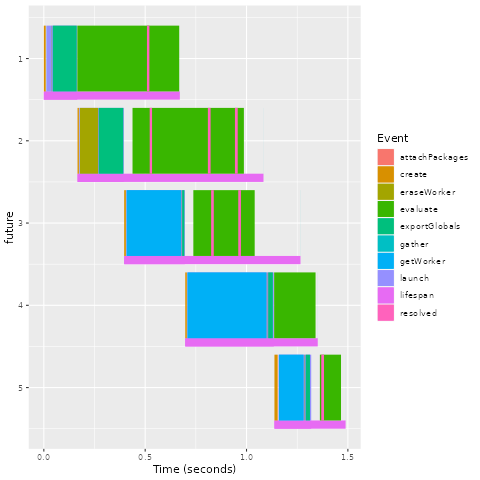 1
2
3
4
5
future
0.0
0.5
1.0
1.5
Time (seconds)
Event
attachPackages
create
eraseWorker
evaluate
exportGlobals
gather
getWorker
launch
lifespan
resolved